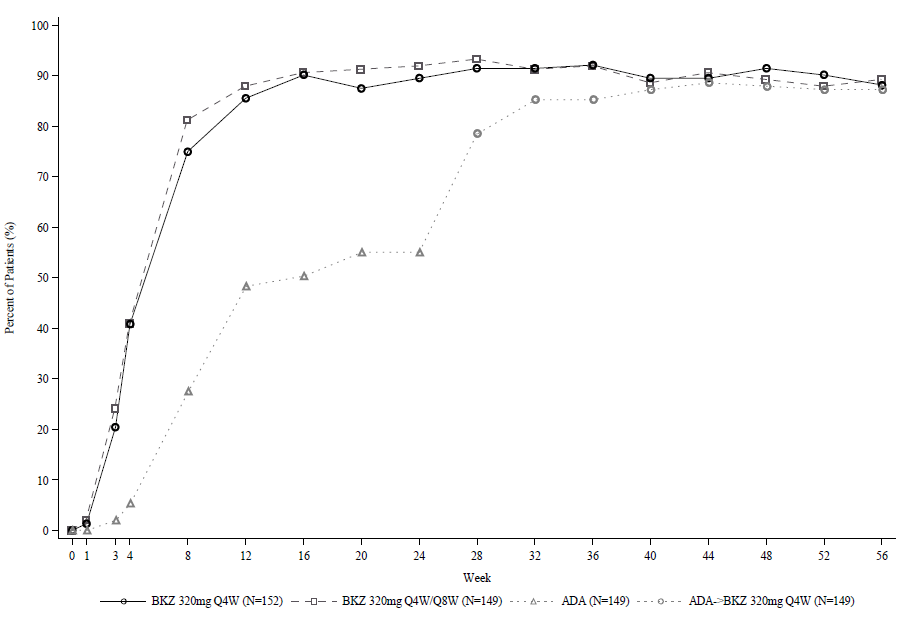 100
90
80
70
60
50
40
30
20
10
0
Percent of Patients (%)
0 1 3 4 8 12 16 20 24 28 32 36 40 44 48 52 56
Week
BKZ 320mg Q4W (N=152) BKZ 320mg Q4W/Q8W (N=149) ADA (N=149) ADA->BKZ 320mg Q4W (N=149)